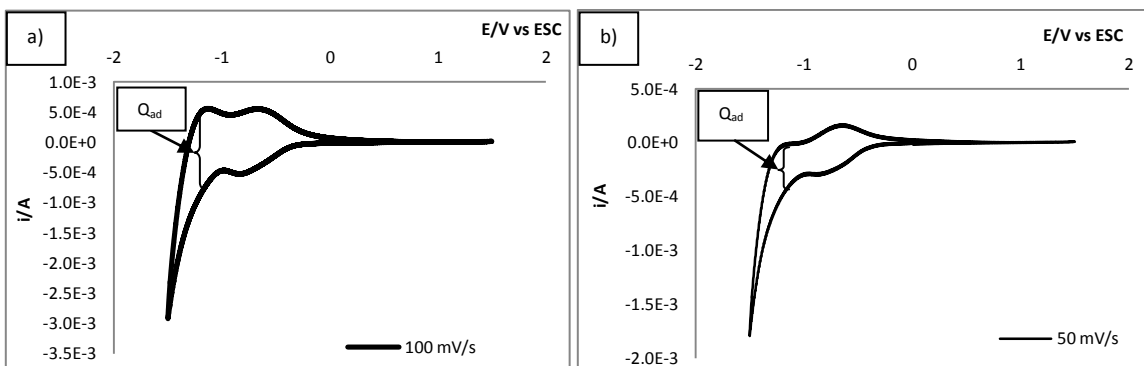 a)
E/V vs ESC
-2 -1 0 1 2
1.0E-3
5.0E-4
0.0E+0
-5.0E-4
-1.0E-3
-1.5E-3
-2.0E-3
-2.5E-3
-3.0E-3
-3.5E-3
i/A
Qad
100 mV/s
b)
E/V vs ESC
-2 -1 0 1 2
5.0E-4
0.0E+0
-5.0E-4
-1.0E-3
-1.5E-3
-2.0E-3
i/A
Qad
50 mV/s